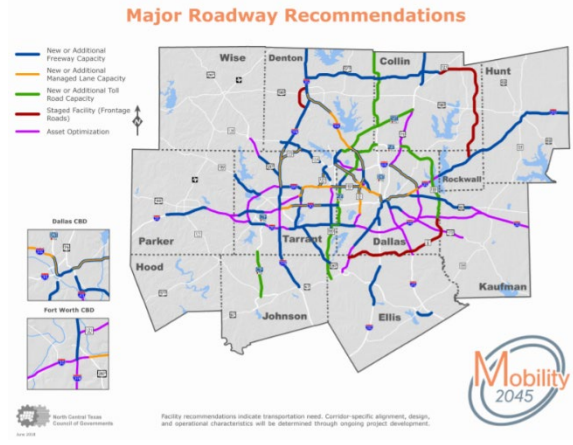 Major Roadway Recommendations
New or Additional
Freeway Capacity
New or Additional
Managed Lane Capacity
New or Additional Toll
Road Capacity
Staged Facility (Frontage
Roads)
Asset Optimization
N
Wise
Denton
Collin
Hunt
Rockwall
Parker
Tarrant
Dallas
Hood
Kaufman
Johnson
Ellis
Dallas CBD
Fort Worth CBD
Mobility
2045
North Central Texas
Council of Governments
June 2018
Facility recommendations indicate transportation need. Corridor-specific alignment, design,
and operational characteristics will be determined through ongoing project development.